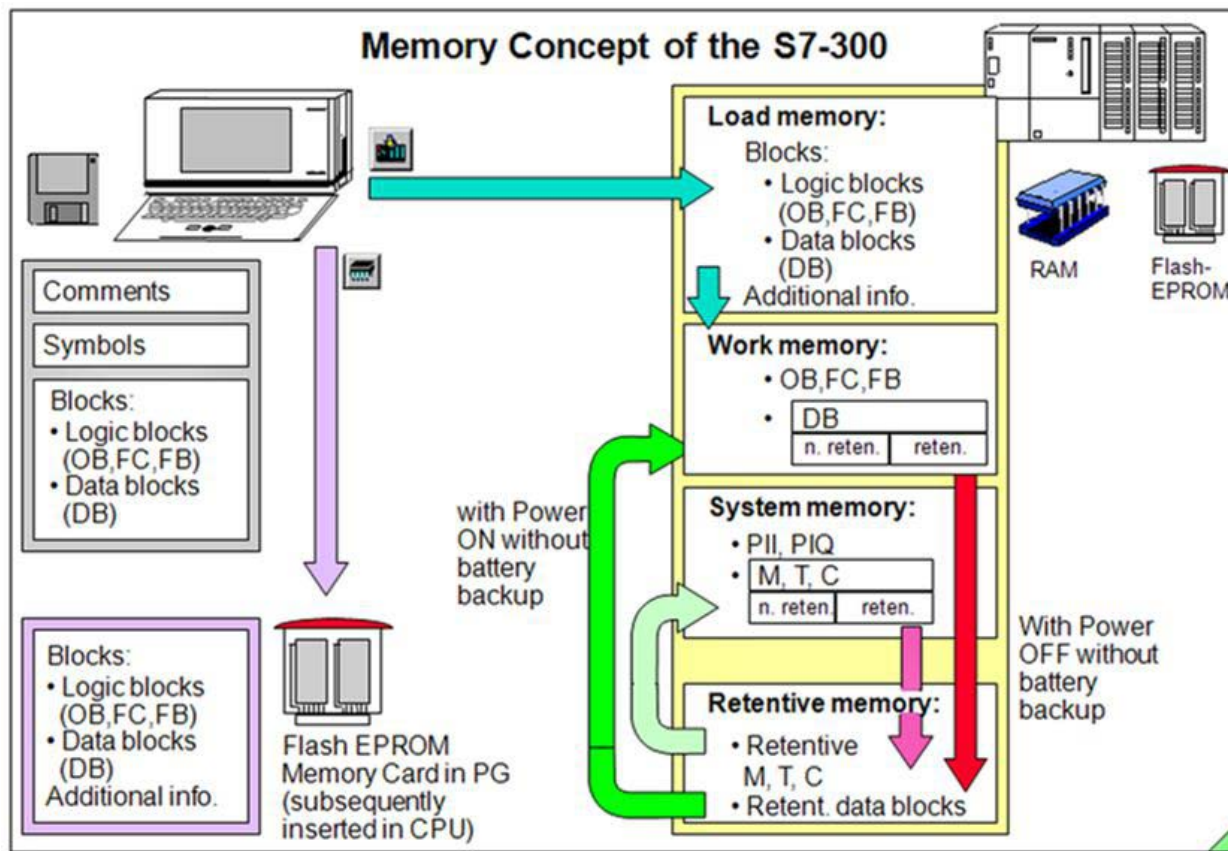 Memory Concept of the S7-300
Comments
Symbols
Blocks:
• Logic blocks
(OB,FC,FB)
• Data blocks
(DB)
Blocks:
• Logic blocks
(OB,FC,FB)
• Data blocks
(DB)
Additional info.
Flash EPROM
Memory Card in PG
(subsequently
inserted in CPU)
with Power
ON without
battery
backup
Load memory:
Blocks:
• Logic blocks
(OB,FC,FB)
• Data blocks
(DB)
Additional info.
Work memory:
• OB,FC,FB
• DB
n. reten. reten.
System memory:
• PII, PIQ
• M, T, C
n. reten. reten.
Retentive memory:
• Retentive
M, T, C
• Retent. data blocks
RAM
Flash-
EPROM
With Power
OFF without
battery
backup